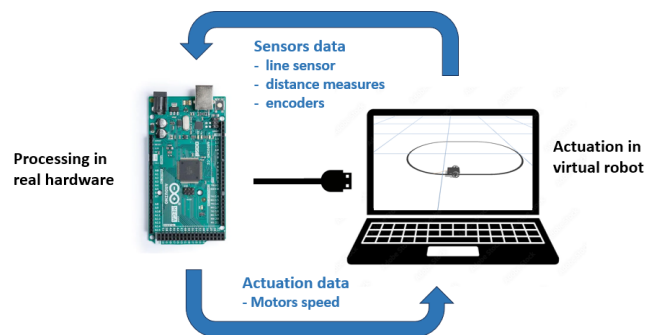 Sensors data
- line sensor
- distance measures
- encoders
Processing in
real hardware
Actuation in
virtual robot
Actuation data
- Motors speed